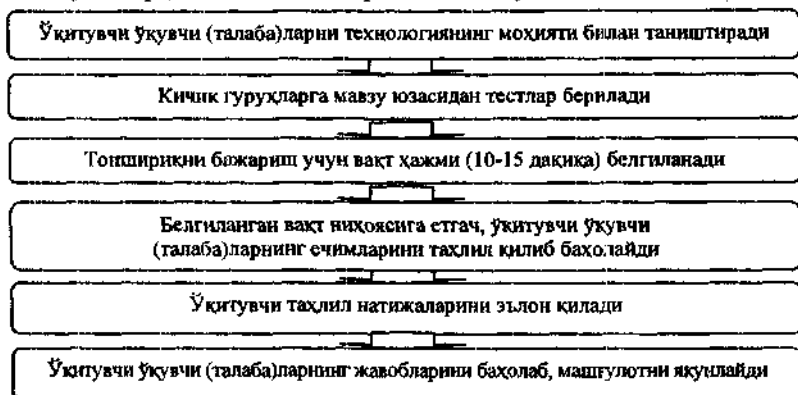 Ўқитувчи ўқувчи (талаба)ларни технологиянинг моҳияти билан таништиради
Кичик гуруҳларга мавзу юзасидан тестлар берилади
Топшириқни бажариш учун вақт ҳажми (10-15 дақиқа) белгиланади
Белгиланган вақт ниҳоясига етгач, ўқитувчи ўқувчи
(талаба)ларнинг ечимларини таҳлил қилиб баҳолайди
Ўқитувчи таҳлил натижаларини эълон қилади
Ўқитувчи ўқувчи (талаба)ларнинг жавобларини баҳолаб, машғулотни якунлайди